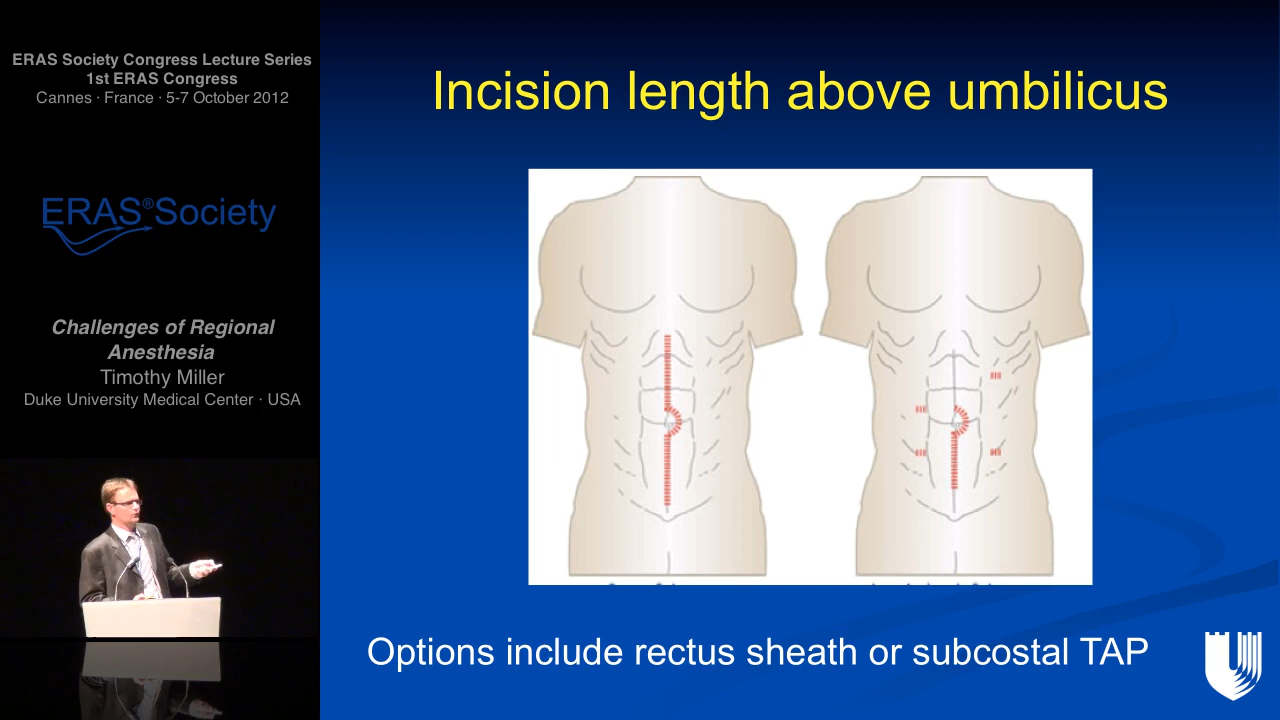 ERAS Society Congress Lecture Series
1st ERAS Congress
Cannes · France · 5-7 October 2012
ERAS®Society
Challenges of Regional
Anesthesia
Timothy Miller
Duke University Medical Center · USA
Incision length above umbilicus
Options include rectus sheath or subcostal TAP